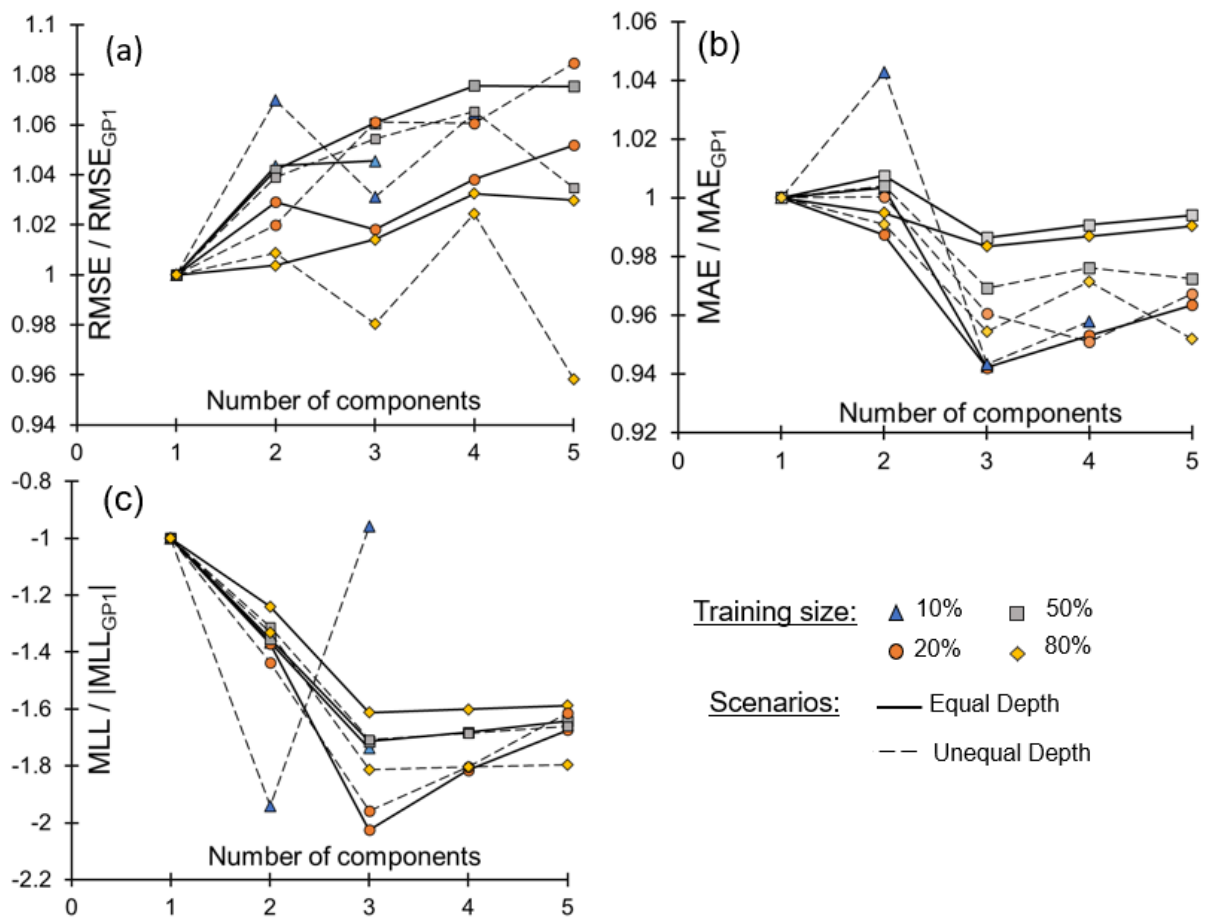 (a)
RMSE / RMSE_GP1
1.1
1.08
1.06
1.04
1.02
1
0.98
0.96
0.94
Number of components
0 1 2 3 4 5
(b)
MAE / MAE_GP1
1.06
1.04
1.02
1
0.98
0.96
0.94
0.92
Number of components
0 1 2 3 4 5
(c)
MLL / |MLL_GP1|
-0.8
-1
-1.2
-1.4
-1.6
-1.8
-2
-2.2
Number of components
0 1 2 3 4 5
Training size: 10% 50%
20% 80%
Scenarios: Equal Depth
Unequal Depth